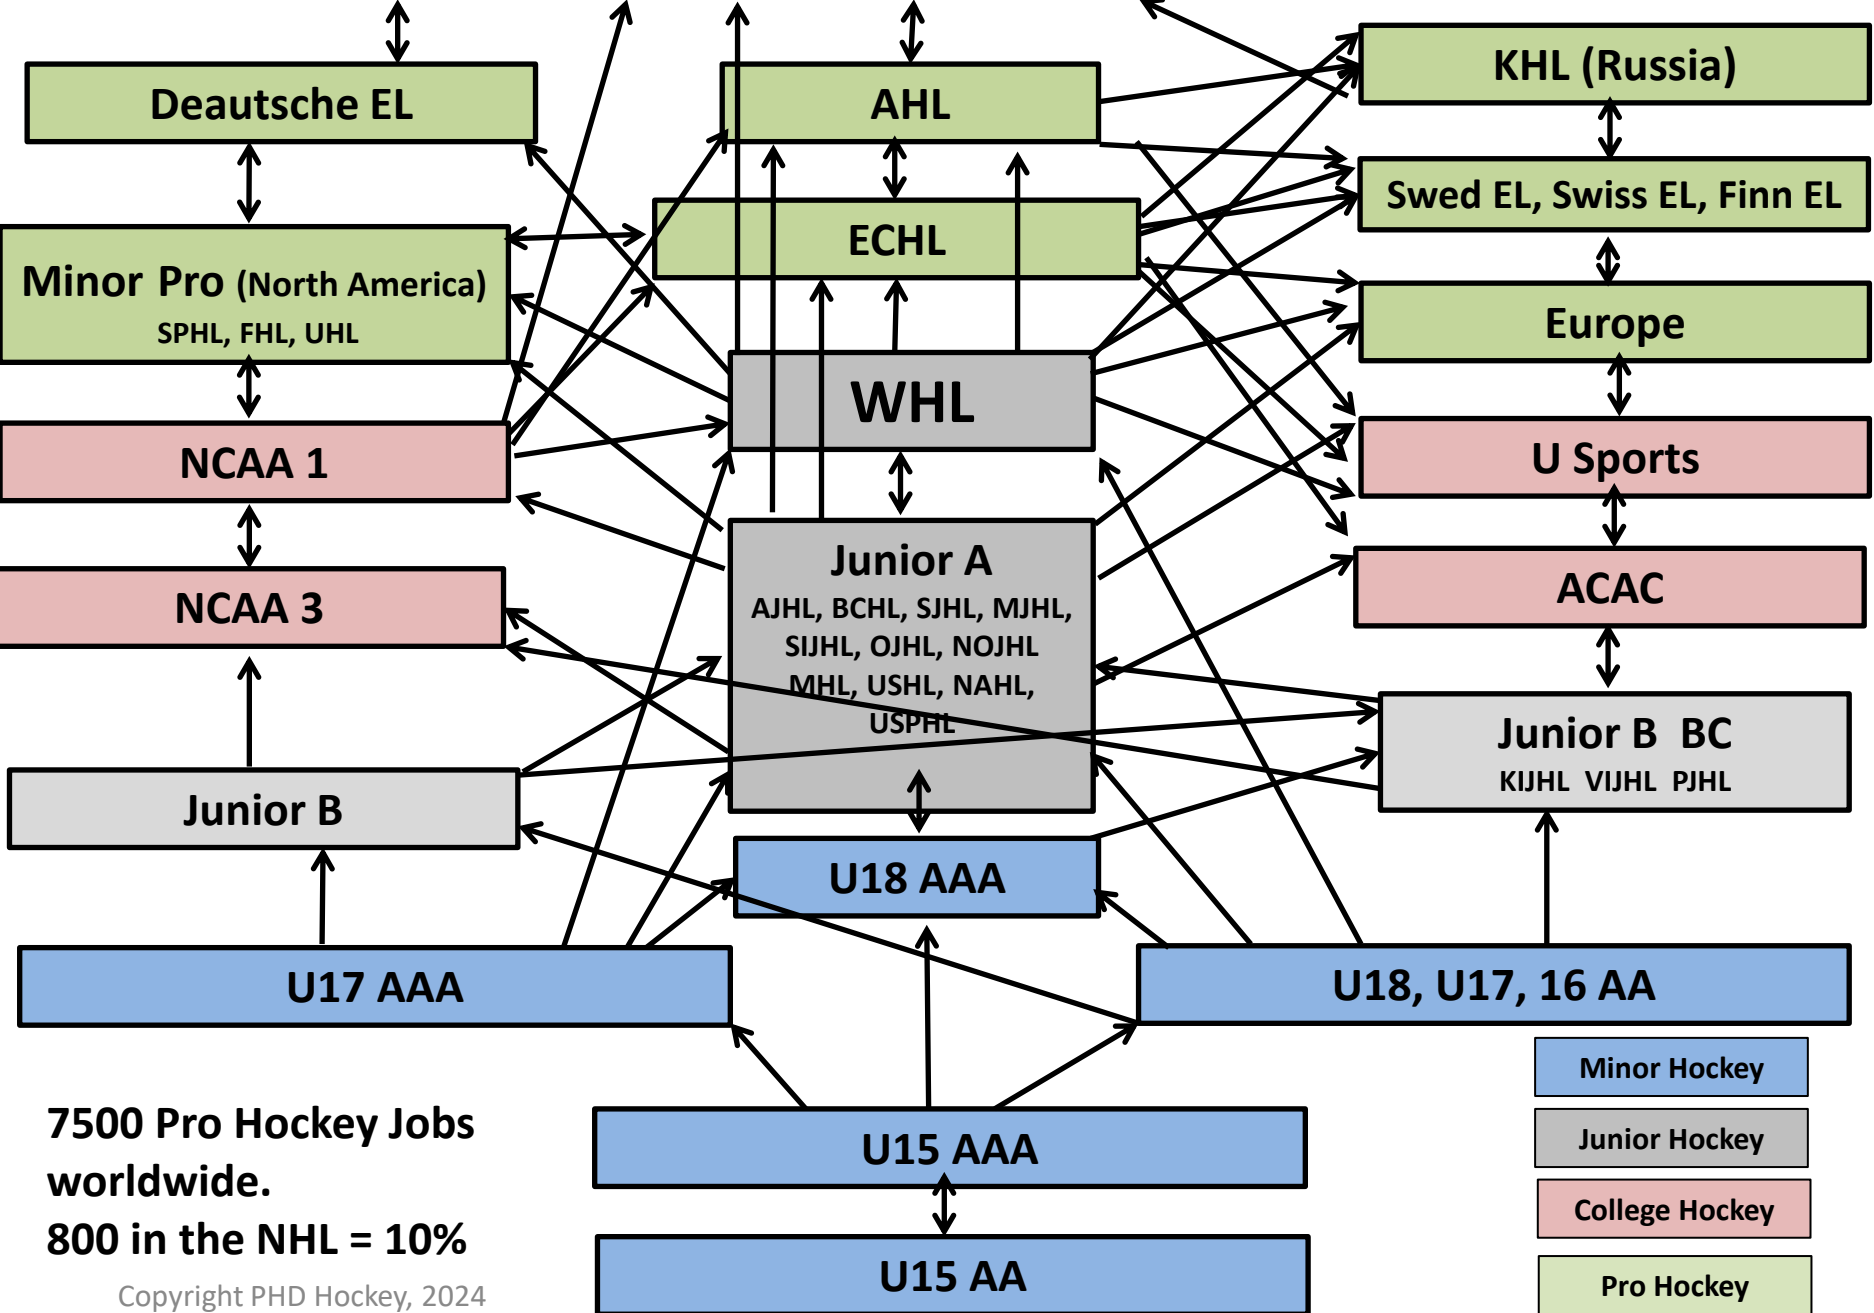 Deautsche EL
AHL
KHL (Russia)
Swed EL, Swiss EL, Finn EL
Minor Pro (North America)
SPHL, FHL, UHL
ECHL
Europe
WHL
NCAA 1
U Sports
Junior A
AJHL, BCHL, SJHL, MJHL,
SIJHL, OJHL, NOJHL
MHL, USHL, NAHL,
USPHL
NCAA 3
ACAC
Junior B BC
KIJHL VIJHL PJHL
Junior B
U18 AAA
U17 AAA
U18, U17, 16 AA
U15 AAA
U15 AA
7500 Pro Hockey Jobs
worldwide.
800 in the NHL = 10%
Copyright PHD Hockey, 2024
Minor Hockey
Junior Hockey
College Hockey
Pro Hockey